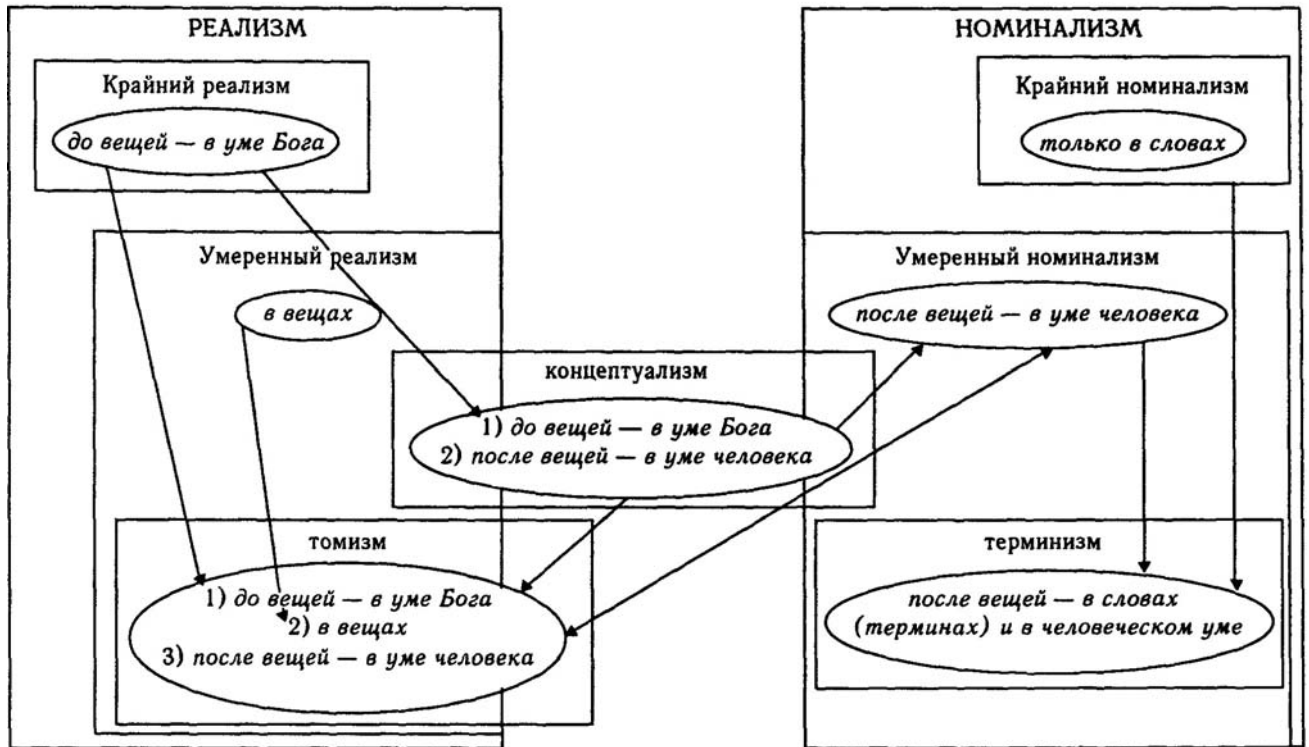 РЕАЛИЗМ
Крайний реализм
до вещей — в уме Бога
Умеренный реализм
в вещах
концептуализм
1) до вещей — в уме Бога
2) после вещей — в уме человека
томизм
1) до вещей — в уме Бога
2) в вещах
3) после вещей — в уме человека
НОМИНАЛИЗМ
Крайний номинализм
только в словах
Умеренный номинализм
после вещей — в уме человека
терминизм
после вещей — в словах
(терминах) и в человеческом уме